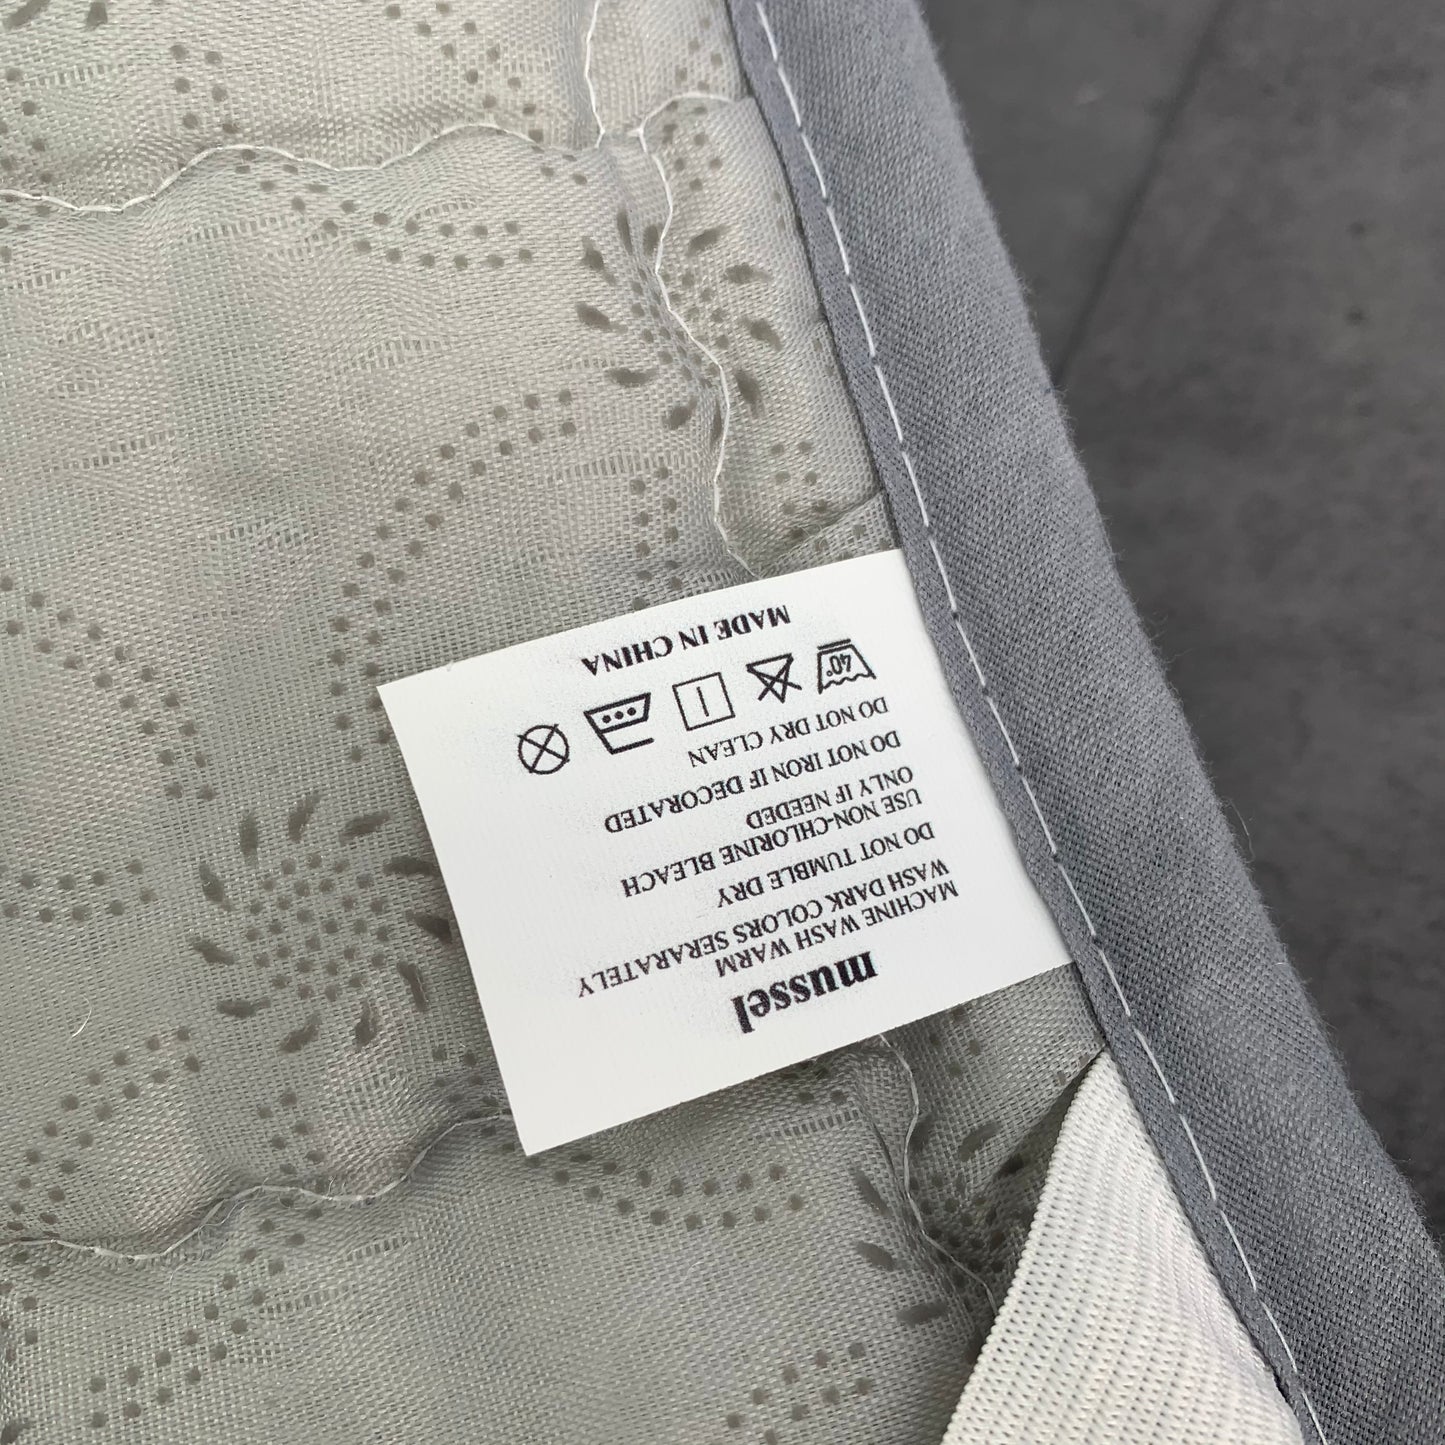 mussel
MACHINE WASH WARM
WASH DARK COLORS SERARATELY
DO NOT TUMBLE DRY
USE NON-CHLORINE BLEACH
ONLY IF NEEDED
DO NOT IRON IF DECORATED
DO NOT DRY CLEAN
40°
MADE IN CHINA